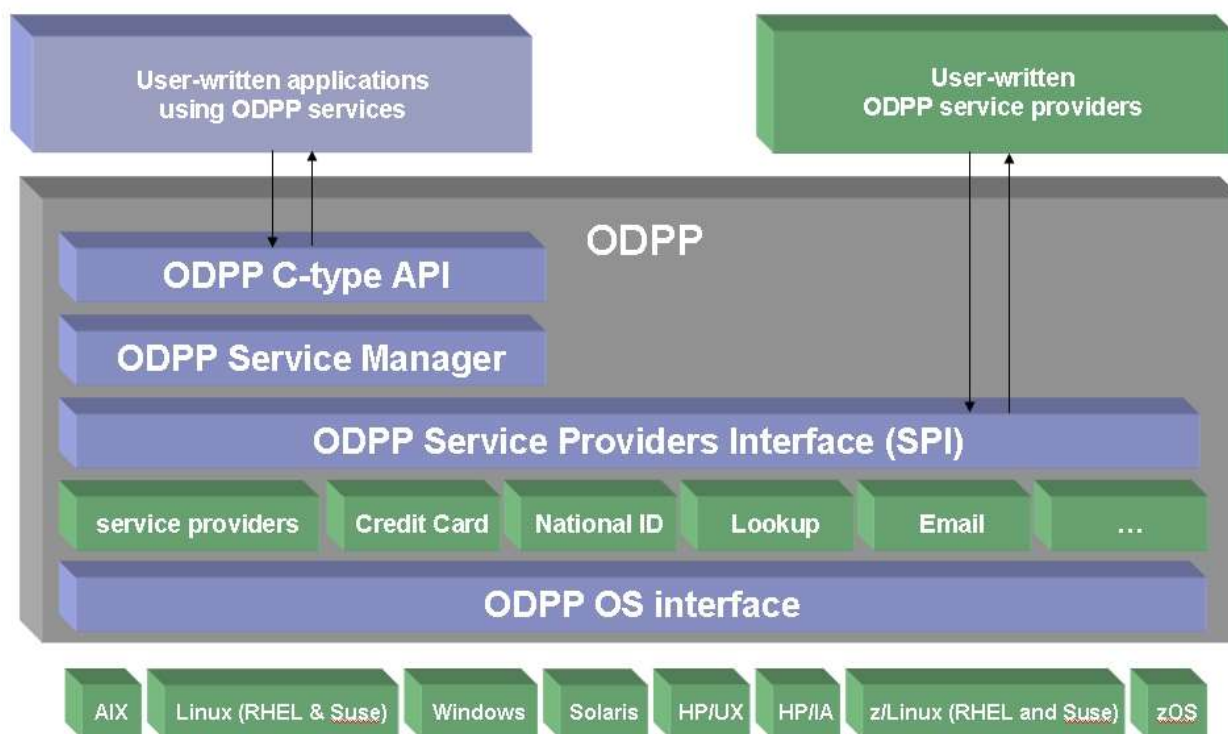 User-written applications
using ODPP services
User-written
ODPP service providers
ODPP
ODPP C-type API
ODPP Service Manager
ODPP Service Providers Interface (SPI)
service providers
Credit Card
National ID
Lookup
Email
...
ODPP OS interface
AIX
Linux (RHEL & Suse)
Windows
Solaris
HP/UX
HP/IA
z/Linux (RHEL and Suse)
zOS